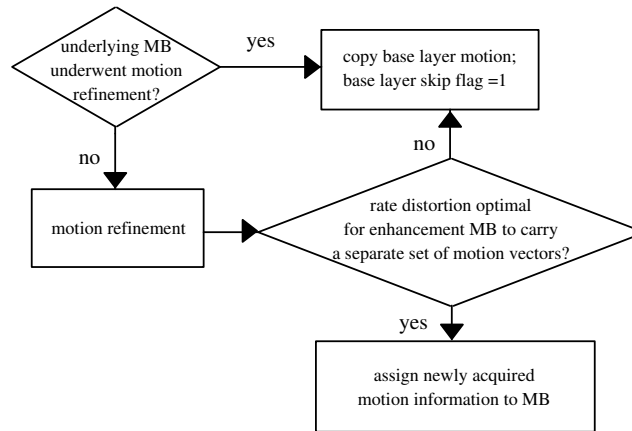 underlying MB
underwent motion
refinement?
yes
copy base layer motion;
base layer skip flag =1
no
no
motion refinement
rate distortion optimal
for enhancement MB to carry
a separate set of motion vectors?
yes
assign newly acquired
motion information to MB